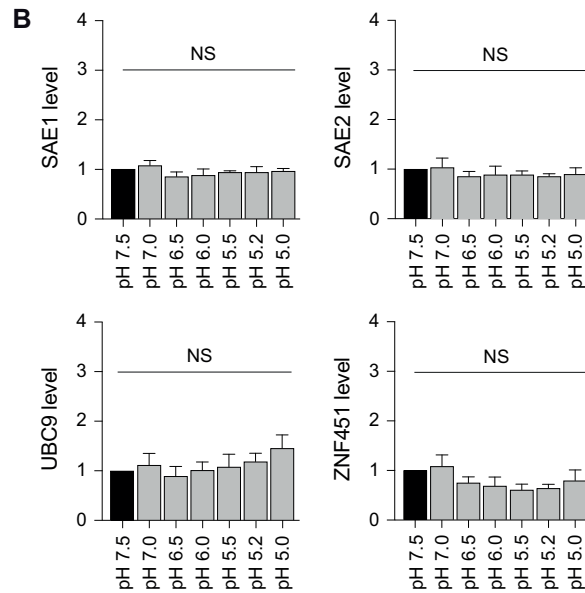 B
4
3
2
1
0
SAE1 level
NS
pH 7.5
pH 7.0
pH 6.5
pH 6.0
pH 5.5
pH 5.2
pH 5.0
4
3
2
1
0
SAE2 level
NS
pH 7.5
pH 7.0
pH 6.5
pH 6.0
pH 5.5
pH 5.2
pH 5.0
4
3
2
1
0
UBC9 level
NS
pH 7.5
pH 7.0
pH 6.5
pH 6.0
pH 5.5
pH 5.2
pH 5.0
4
3
2
1
0
ZNF451 level
NS
pH 7.5
pH 7.0
pH 6.5
pH 6.0
pH 5.5
pH 5.2
pH 5.0